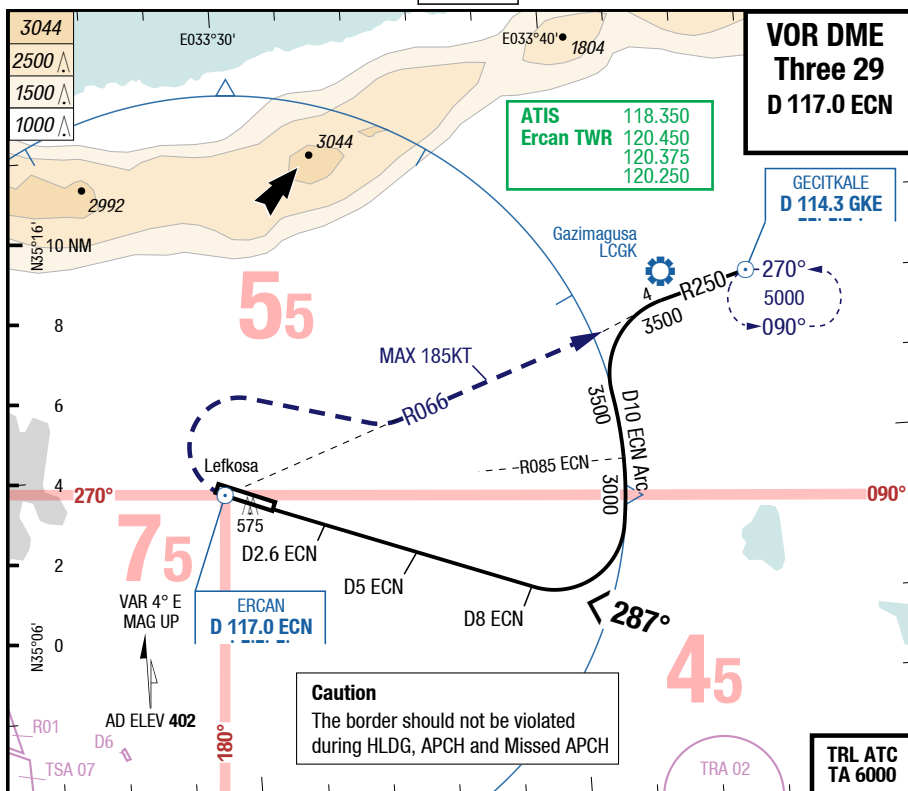 3044
2500
1500
1000
E033°30'
E033°40'
1804
VOR DME
Three 29
D 117.0 ECN
ATIS 118.350
Ercan TWR 120.450
120.375
120.250
3044
2992
GECITKALE
D 114.3 GKE
N35°16'
10 NM
Gazimagusa
LCGK
55
270°
5000
090°
R250
4
3500
8
MAX 185KT
6
R066
3500
D10 ECN Arc
R085 ECN
3000
Lefkosa
4
270°
090°
575
75
D2.6 ECN
2
D5 ECN
D8 ECN
287°
VAR 4° E
MAG UP
ERCAN
D 117.0 ECN
N35°06'
0
45
Caution
The border should not be violated
during HLDG, APCH and Missed APCH
AD ELEV 402
180°
R01
D6
TSA 07
TRA 02
TRL ATC
TA 6000